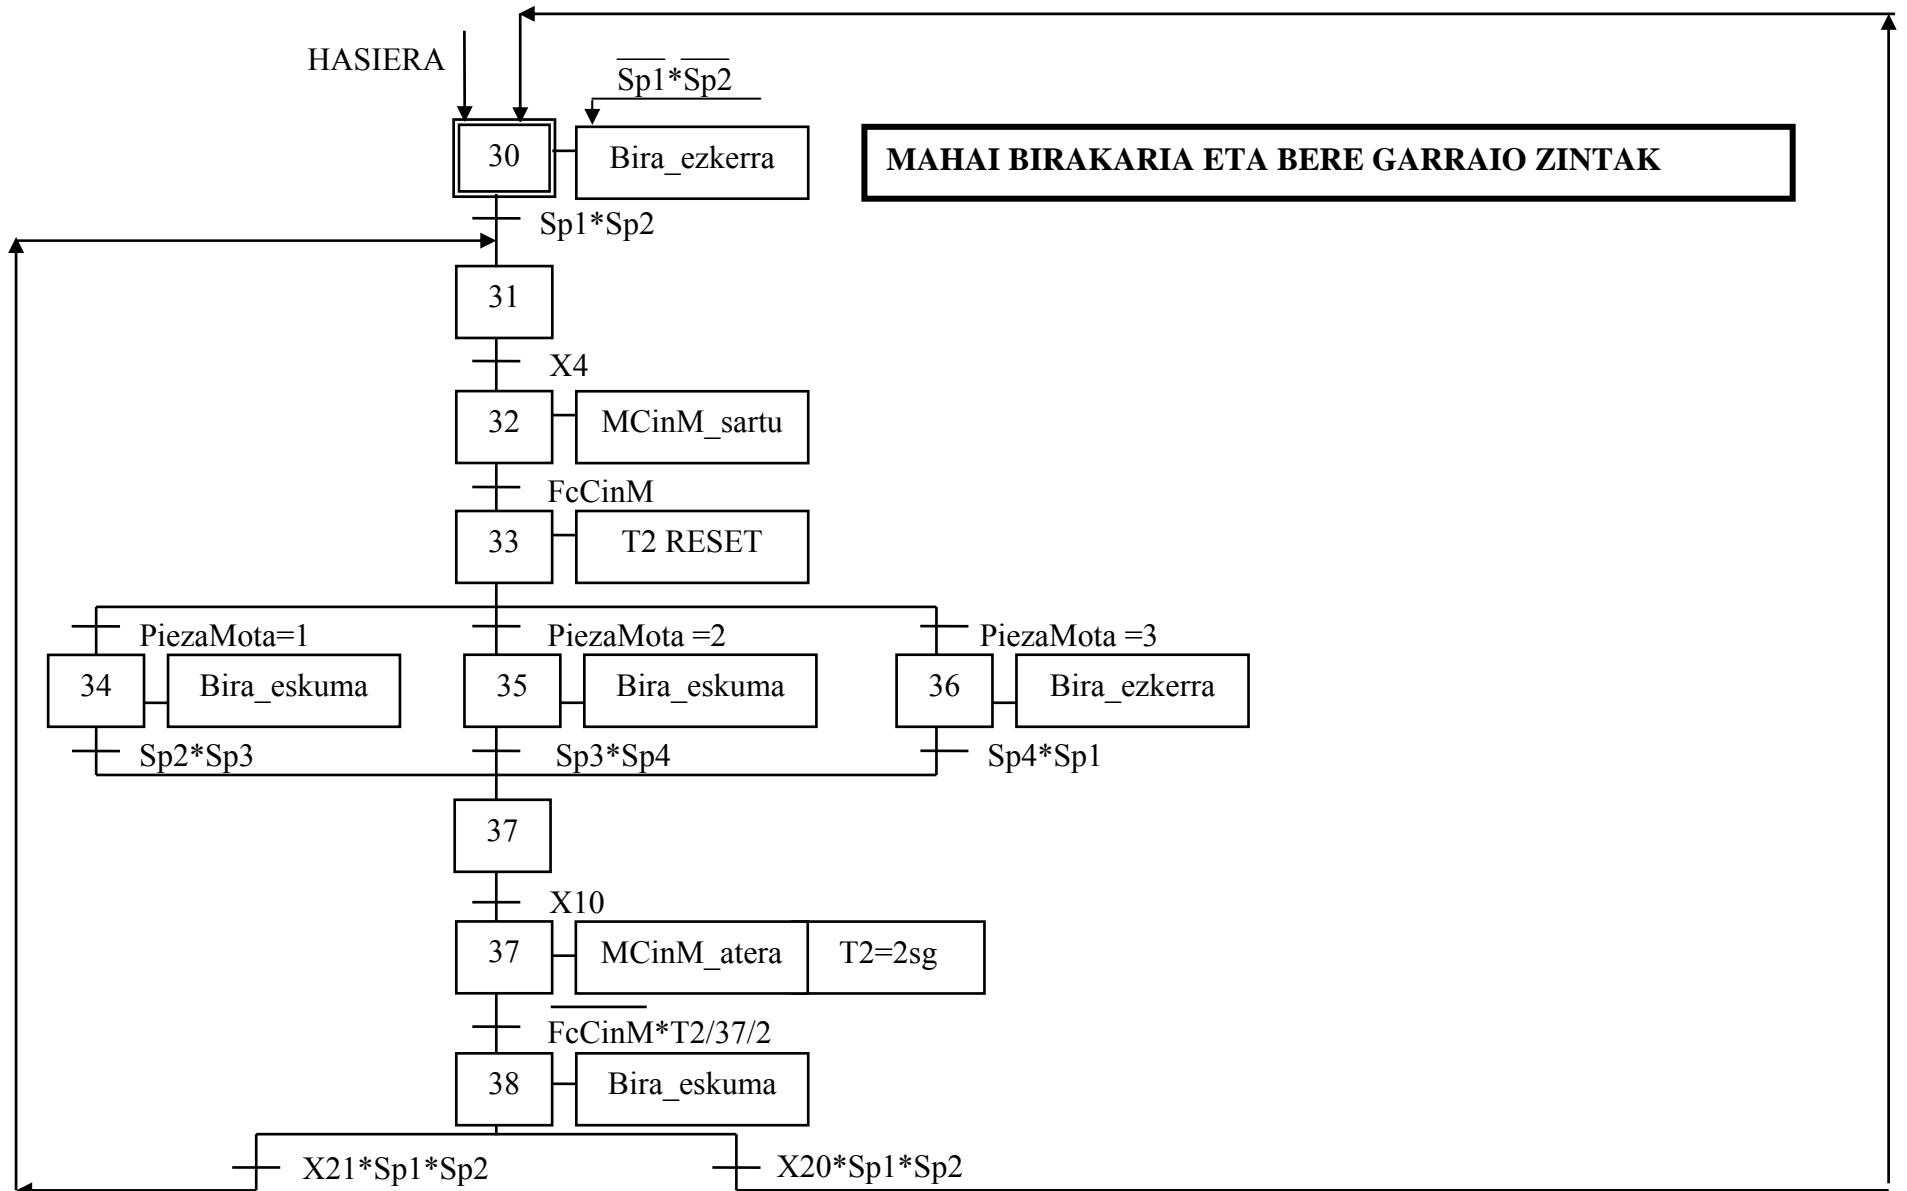 HASIERA
Sp1*Sp2
30
Bira_ezkerra
MAHAI BIRAKARIA ETA BERE GARRAIO ZINTAK
Sp1*Sp2
31
X4
32
MCinM_sartu
FcCinM
33
T2 RESET
PiezaMota=1
PiezaMota =2
PiezaMota =3
34
Bira_eskuma
35
Bira_eskuma
36
Bira_ezkerra
Sp2*Sp3
Sp3*Sp4
Sp4*Sp1
37
X10
37
MCinM_atera
T2=2sg
FcCinM*T2/37/2
38
Bira_eskuma
X21*Sp1*Sp2
X20*Sp1*Sp2